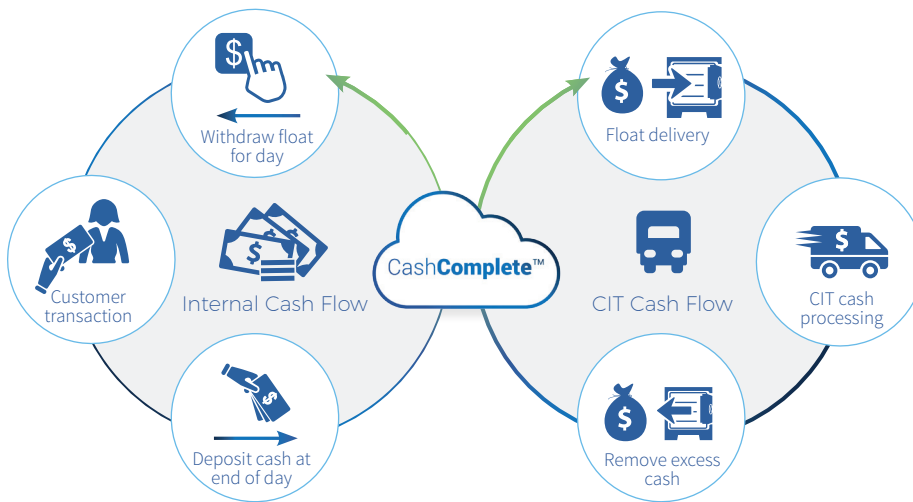 $
Withdraw float
for day
$
Customer
transaction
$
Internal Cash Flow
$
Deposit cash at
end of day
CashComplete™
$
Float delivery
CIT Cash Flow
$
CIT cash
processing
$
Remove excess
cash